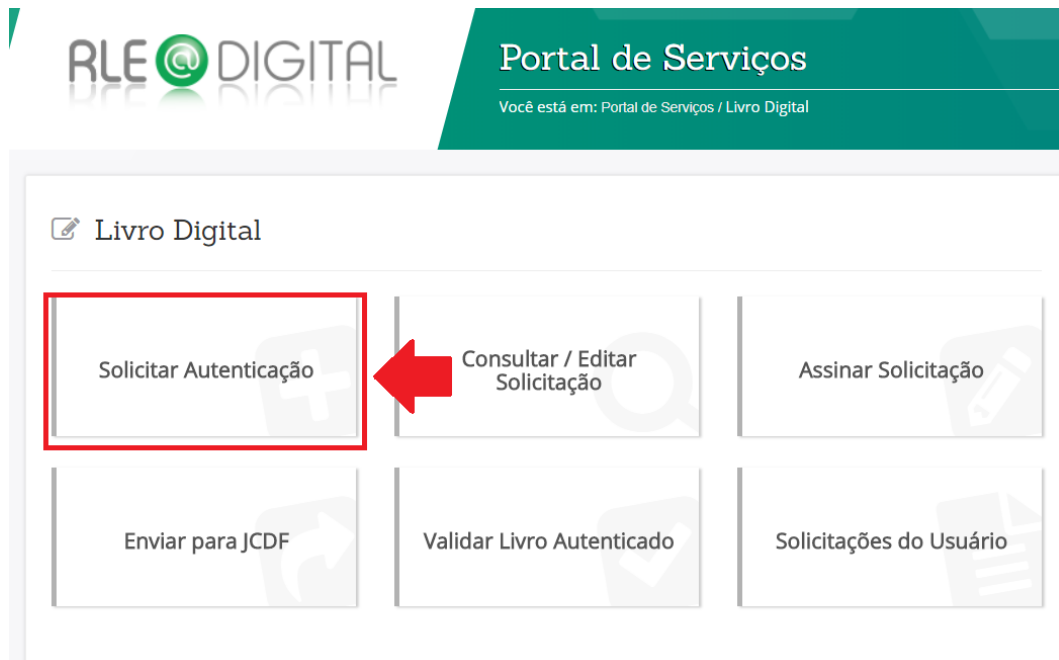 RLE@DIGITAL
Portal de Serviços
Você está em: Portal de Serviços / Livro Digital
Livro Digital
Solicitar Autenticação
Consultar / Editar
Solicitação
Assinar Solicitação
Enviar para JCDF
Validar Livro Autenticado
Solicitações do Usuário